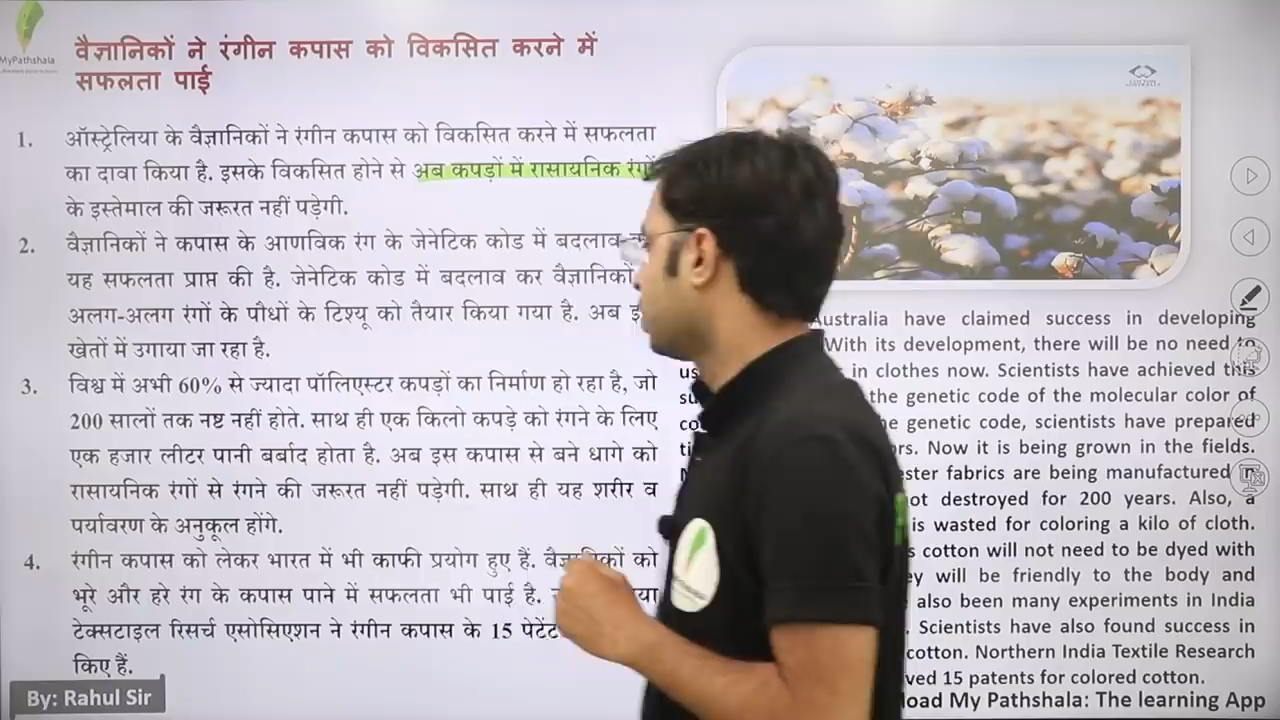 MyPathshala
वैज्ञानिकों ने रंगीन कपास को विकसित करने में
सफलता पाई
1. ऑस्ट्रेलिया के वैज्ञानिकों ने रंगीन कपास को विकसित करने में सफलता
का दावा किया है. इसके विकसित होने से अब कपड़ों में रासायनिक रंगों
के इस्तेमाल की जरूरत नहीं पड़ेगी.
2. वैज्ञानिकों ने कपास के आणविक रंग के जेनेटिक कोड में बदलाव
यह सफलता प्राप्त की है. जेनेटिक कोड में बदलाव कर वैज्ञानिकों
अलग-अलग रंगों के पौधों के टिश्यू को तैयार किया गया है. अब
खेतों में उगाया जा रहा है.
3. विश्व में अभी 60% से ज्यादा पॉलिएस्टर कपड़ों का निर्माण हो रहा है, जो
200 सालों तक नष्ट नहीं होते. साथ ही एक किलो कपड़े को रंगने के लिए
एक हजार लीटर पानी बर्बाद होता है. अब इस कपास से बने धागे को
रासायनिक रंगों से रंगने की जरूरत नहीं पड़ेगी. साथ ही यह शरीर व
पर्यावरण के अनुकूल होंगे.
4. रंगीन कपास को लेकर भारत में भी काफी प्रयोग हुए हैं. वैज्ञानिकों को
भूरे और हरे रंग के कपास पाने में सफलता भी पाई है.
टेक्सटाइल रिसर्च एसोसिएशन ने रंगीन कपास के 15 पेटेंट
किए हैं.
Australia have claimed success in developing
With its development, there will be no need to
in clothes now. Scientists have achieved this
the genetic code of the molecular color of
genetic code, scientists have prepared
Now it is being grown in the fields.
fabrics are being manufactured in
destroyed for 200 years. Also, a
is wasted for coloring a kilo of cloth.
cotton will not need to be dyed with
will be friendly to the body and
also been many experiments in India
Scientists have also found success in
cotton. Northern India Textile Research
15 patents for colored cotton.
By: Rahul Sir
My Pathshala: The learning App